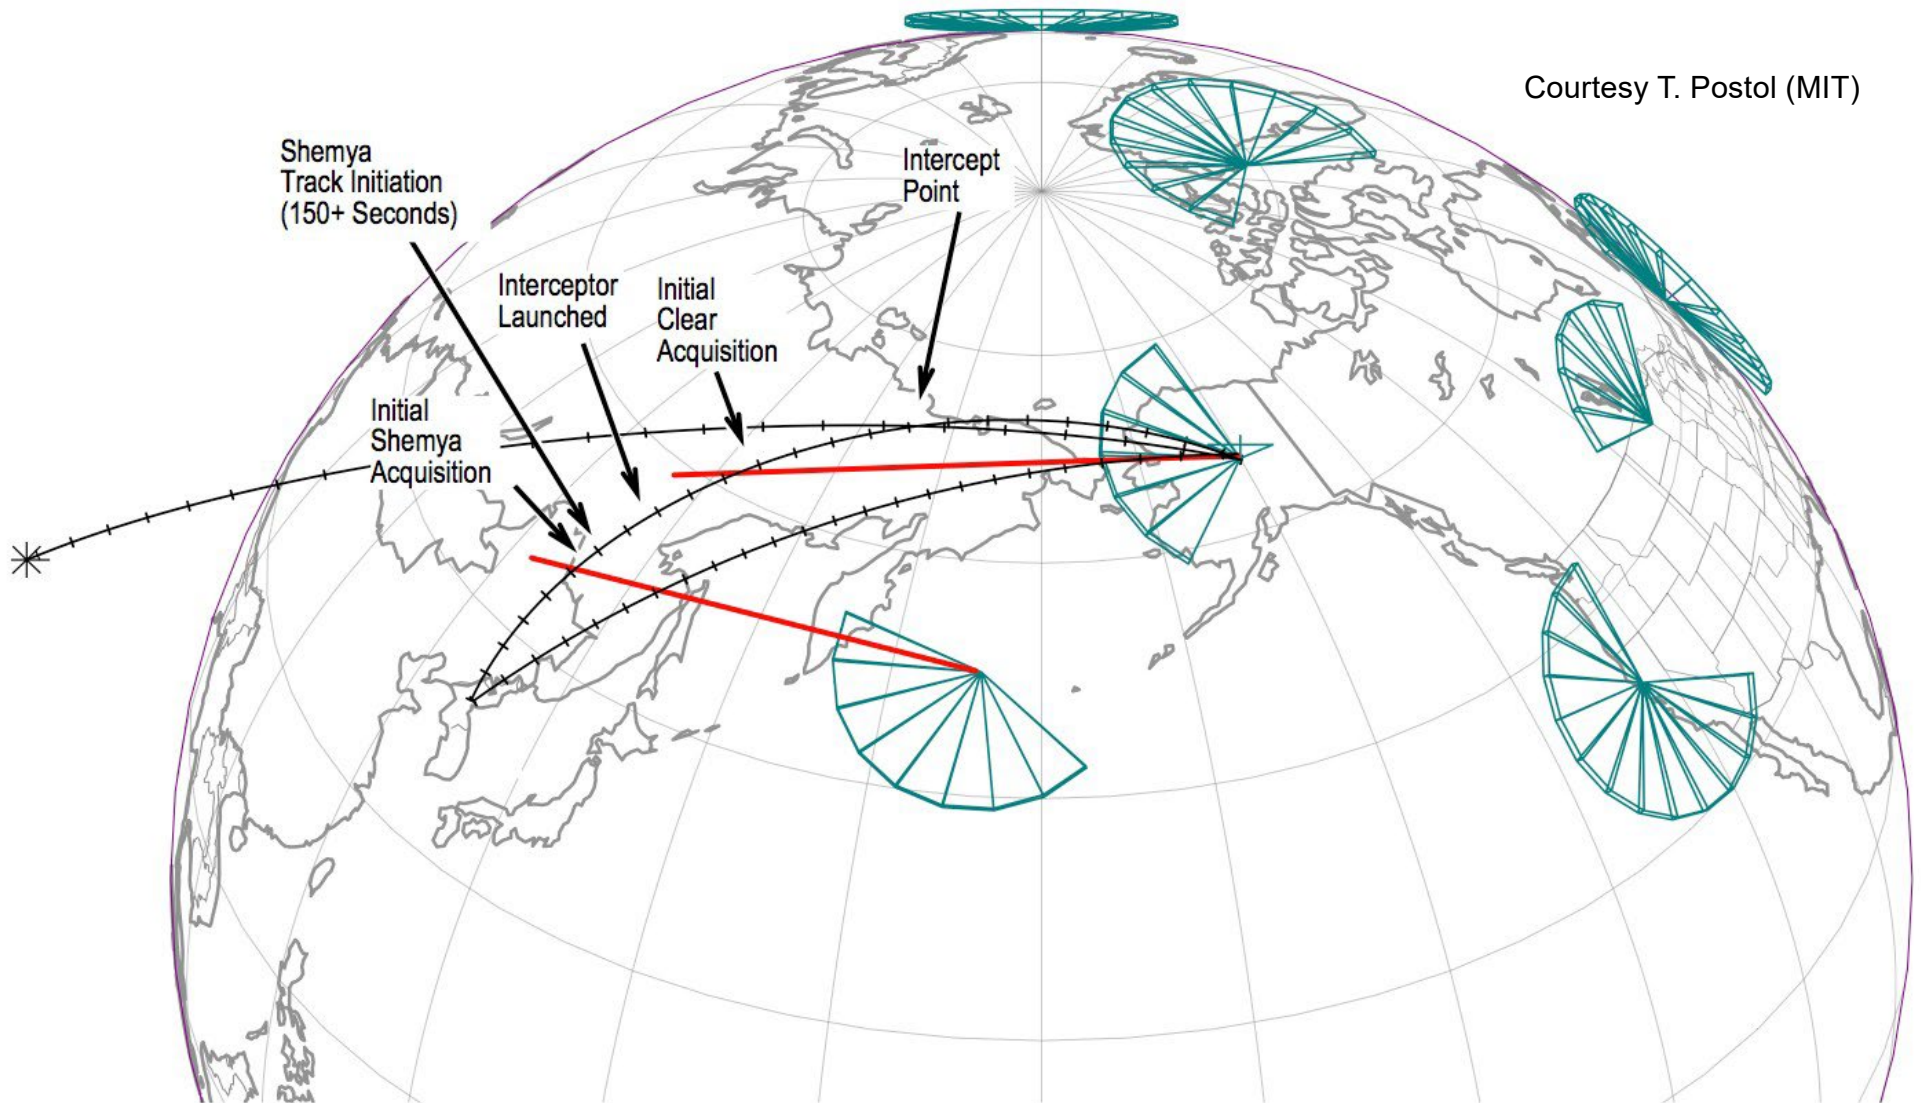 Courtesy T. Postol (MIT)
Shemya
Track Initiation
(150+ Seconds)
Intercept
Point
Interceptor
Launched
Initial
Clear
Acquisition
Initial
Shemya
Acquisition